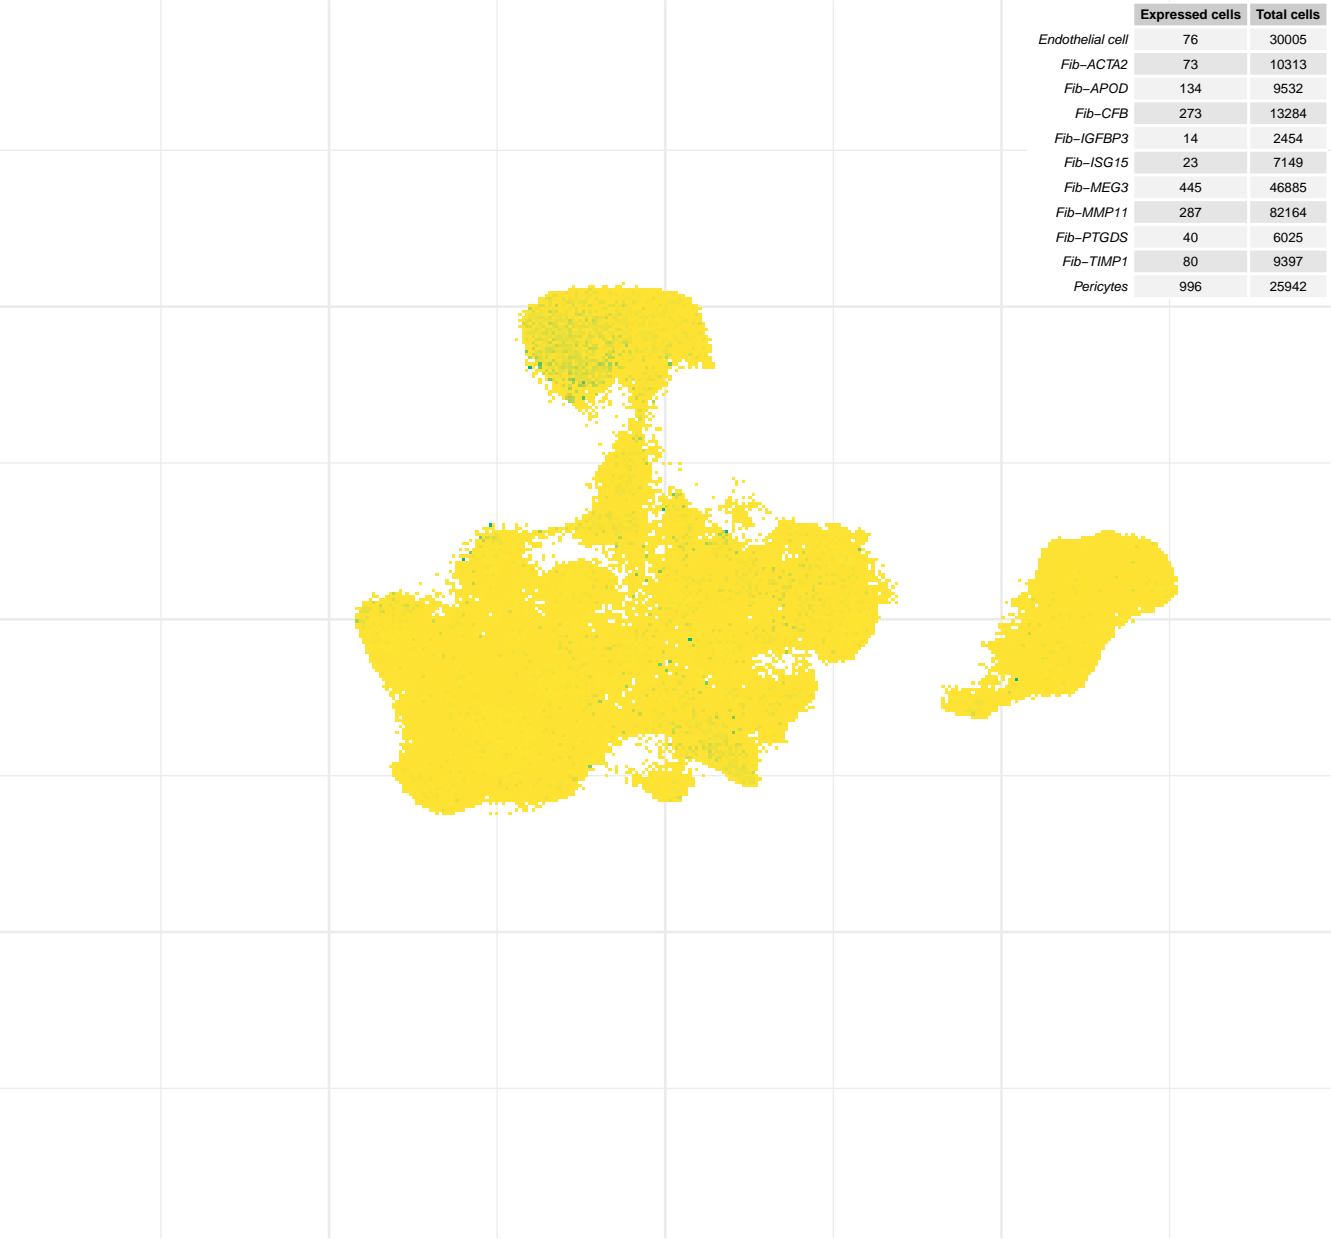 Expressed cells Total cells
Endothelial cell 76 30005
Fib−ACTA2 73 10313
Fib−APOD 134 9532
Fib−CFB 273 13284
Fib−IGFBP3 14 2454
Fib−ISG15 23 7149
Fib−MEG3 445 46885
Fib−MMP11 287 82164
Fib−PTGDS 40 6025
Fib−TIMP1 80 9397
Pericytes 996 25942